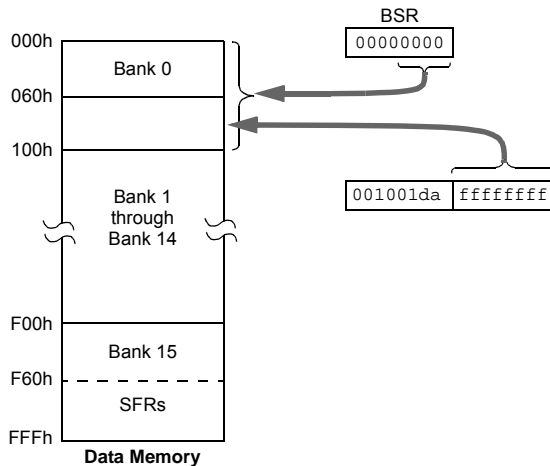 BSR
000h
00000000
Bank 0
060h
100h
001001da ffffffff
Bank 1
through
Bank 14
F00h
Bank 15
F60h
SFRs
FFFh
Data Memory